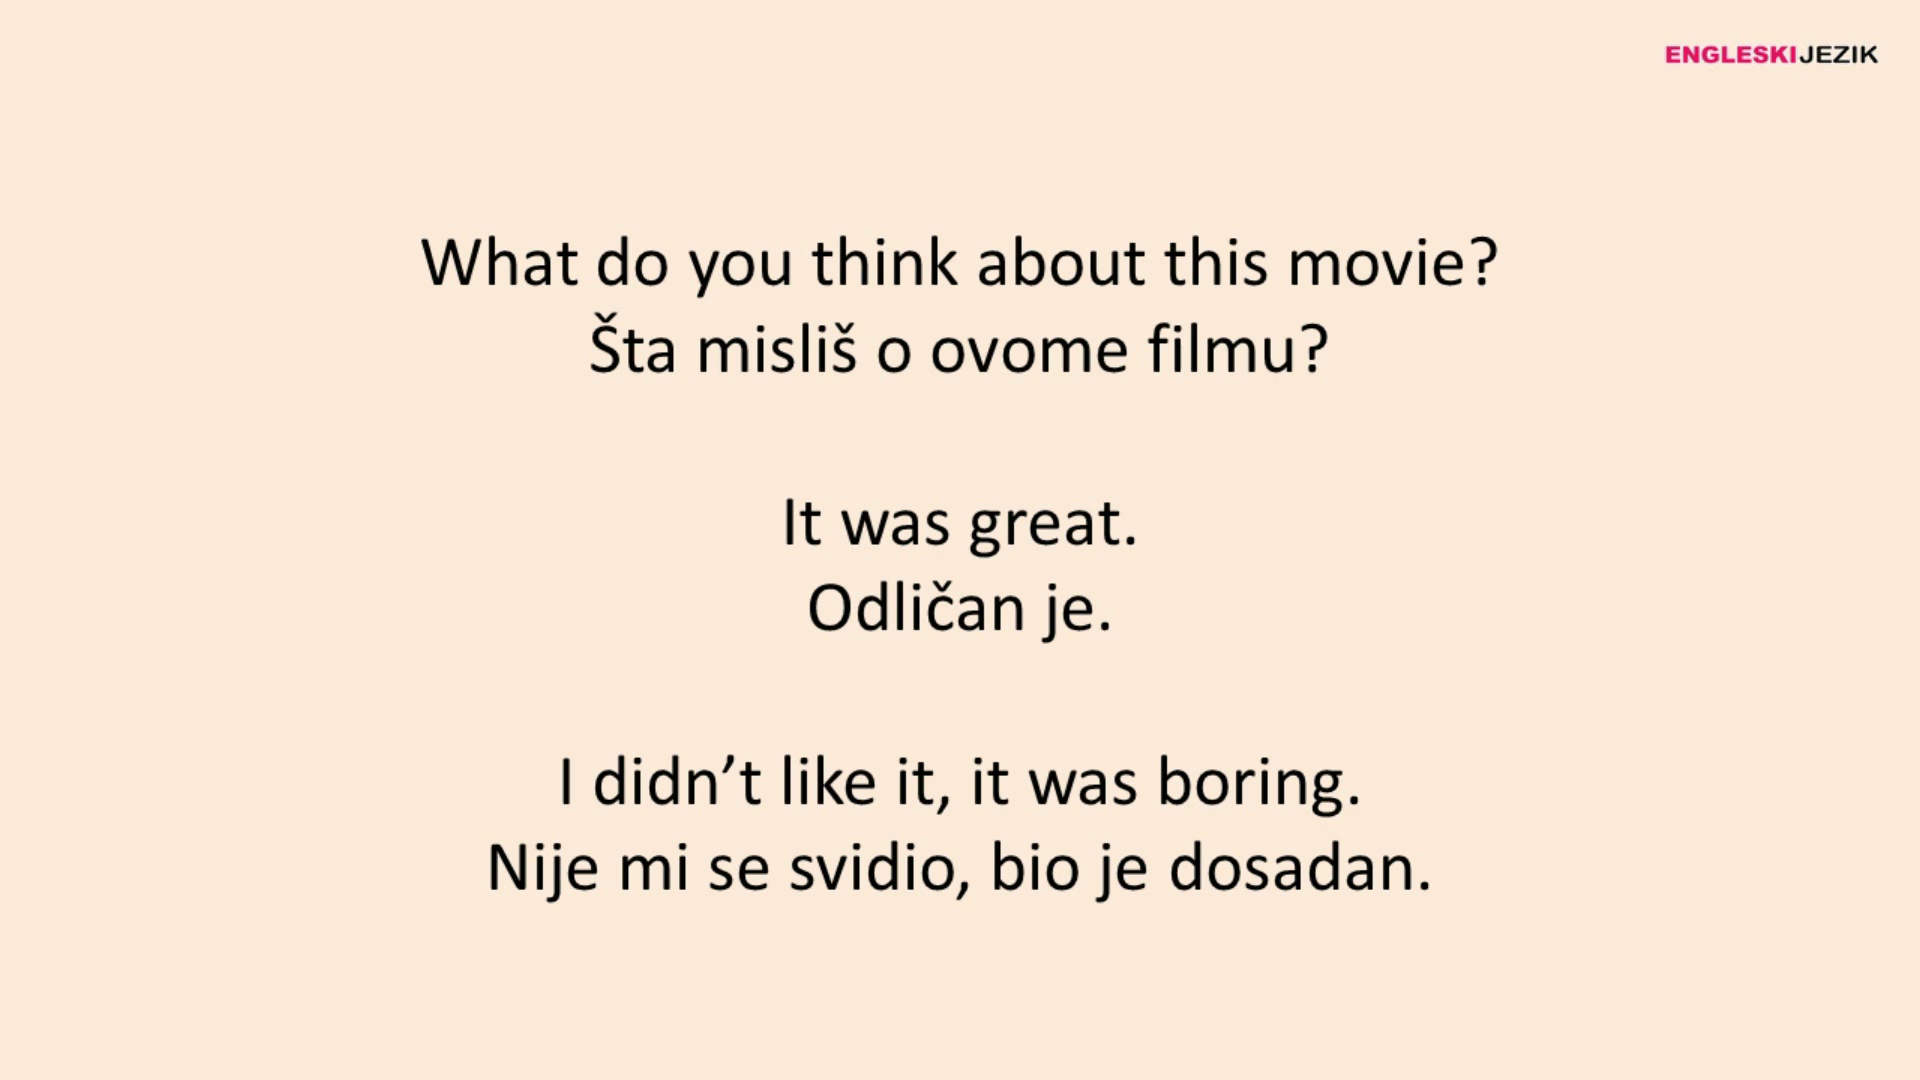 ENGLESKIJEZIK
What do you think about this movie?
Šta misliš o ovome filmu?
It was great.
Odličan je.
I didn’t like it, it was boring.
Nije mi se svidio, bio je dosadan.